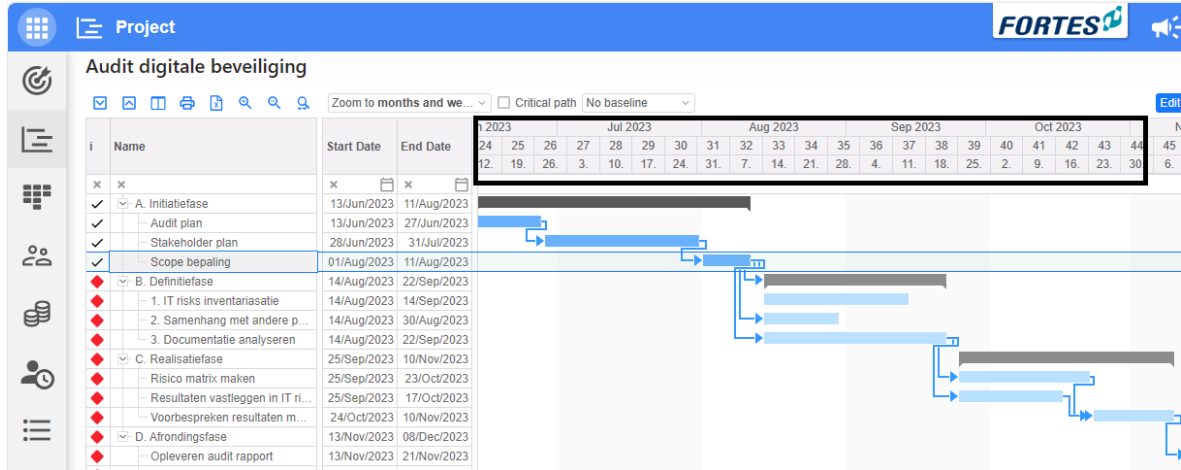 Project
FORTES
Audit digitale beveiliging
Zoom to months and we... Critical path No baseline Edit
2023 Jul 2023 Aug 2023 Sep 2023 Oct 2023 N
i Name Start Date End Date 24 25 26 27 28 29 30 31 32 33 34 35 36 37 38 39 40 41 42 43 44 45
12. 19. 26. 3. 10. 17. 24. 31. 7. 14. 21. 28. 4. 11. 18. 25. 2. 9. 16. 23. 30. 6.
A. Initiatiefase 13/Jun/2023 11/Aug/2023
Audit plan 13/Jun/2023 27/Jun/2023
Stakeholder plan 28/Jun/2023 31/Jul/2023
Scope bepaling 01/Aug/2023 11/Aug/2023
B. Definitiefase 14/Aug/2023 22/Sep/2023
1. IT risks inventariasatie 14/Aug/2023 14/Sep/2023
2. Samenhang met andere p... 14/Aug/2023 30/Aug/2023
3. Documentatie analyseren 14/Aug/2023 22/Sep/2023
C. Realisatiefase 25/Sep/2023 10/Nov/2023
Risico matrix maken 25/Sep/2023 23/Oct/2023
Resultaten vastleggen in IT ri... 25/Sep/2023 17/Oct/2023
Voorbespreken resultaten m... 24/Oct/2023 10/Nov/2023
D. Afrondingsfase 13/Nov/2023 08/Dec/2023
Opleveren audit rapport 13/Nov/2023 21/Nov/2023